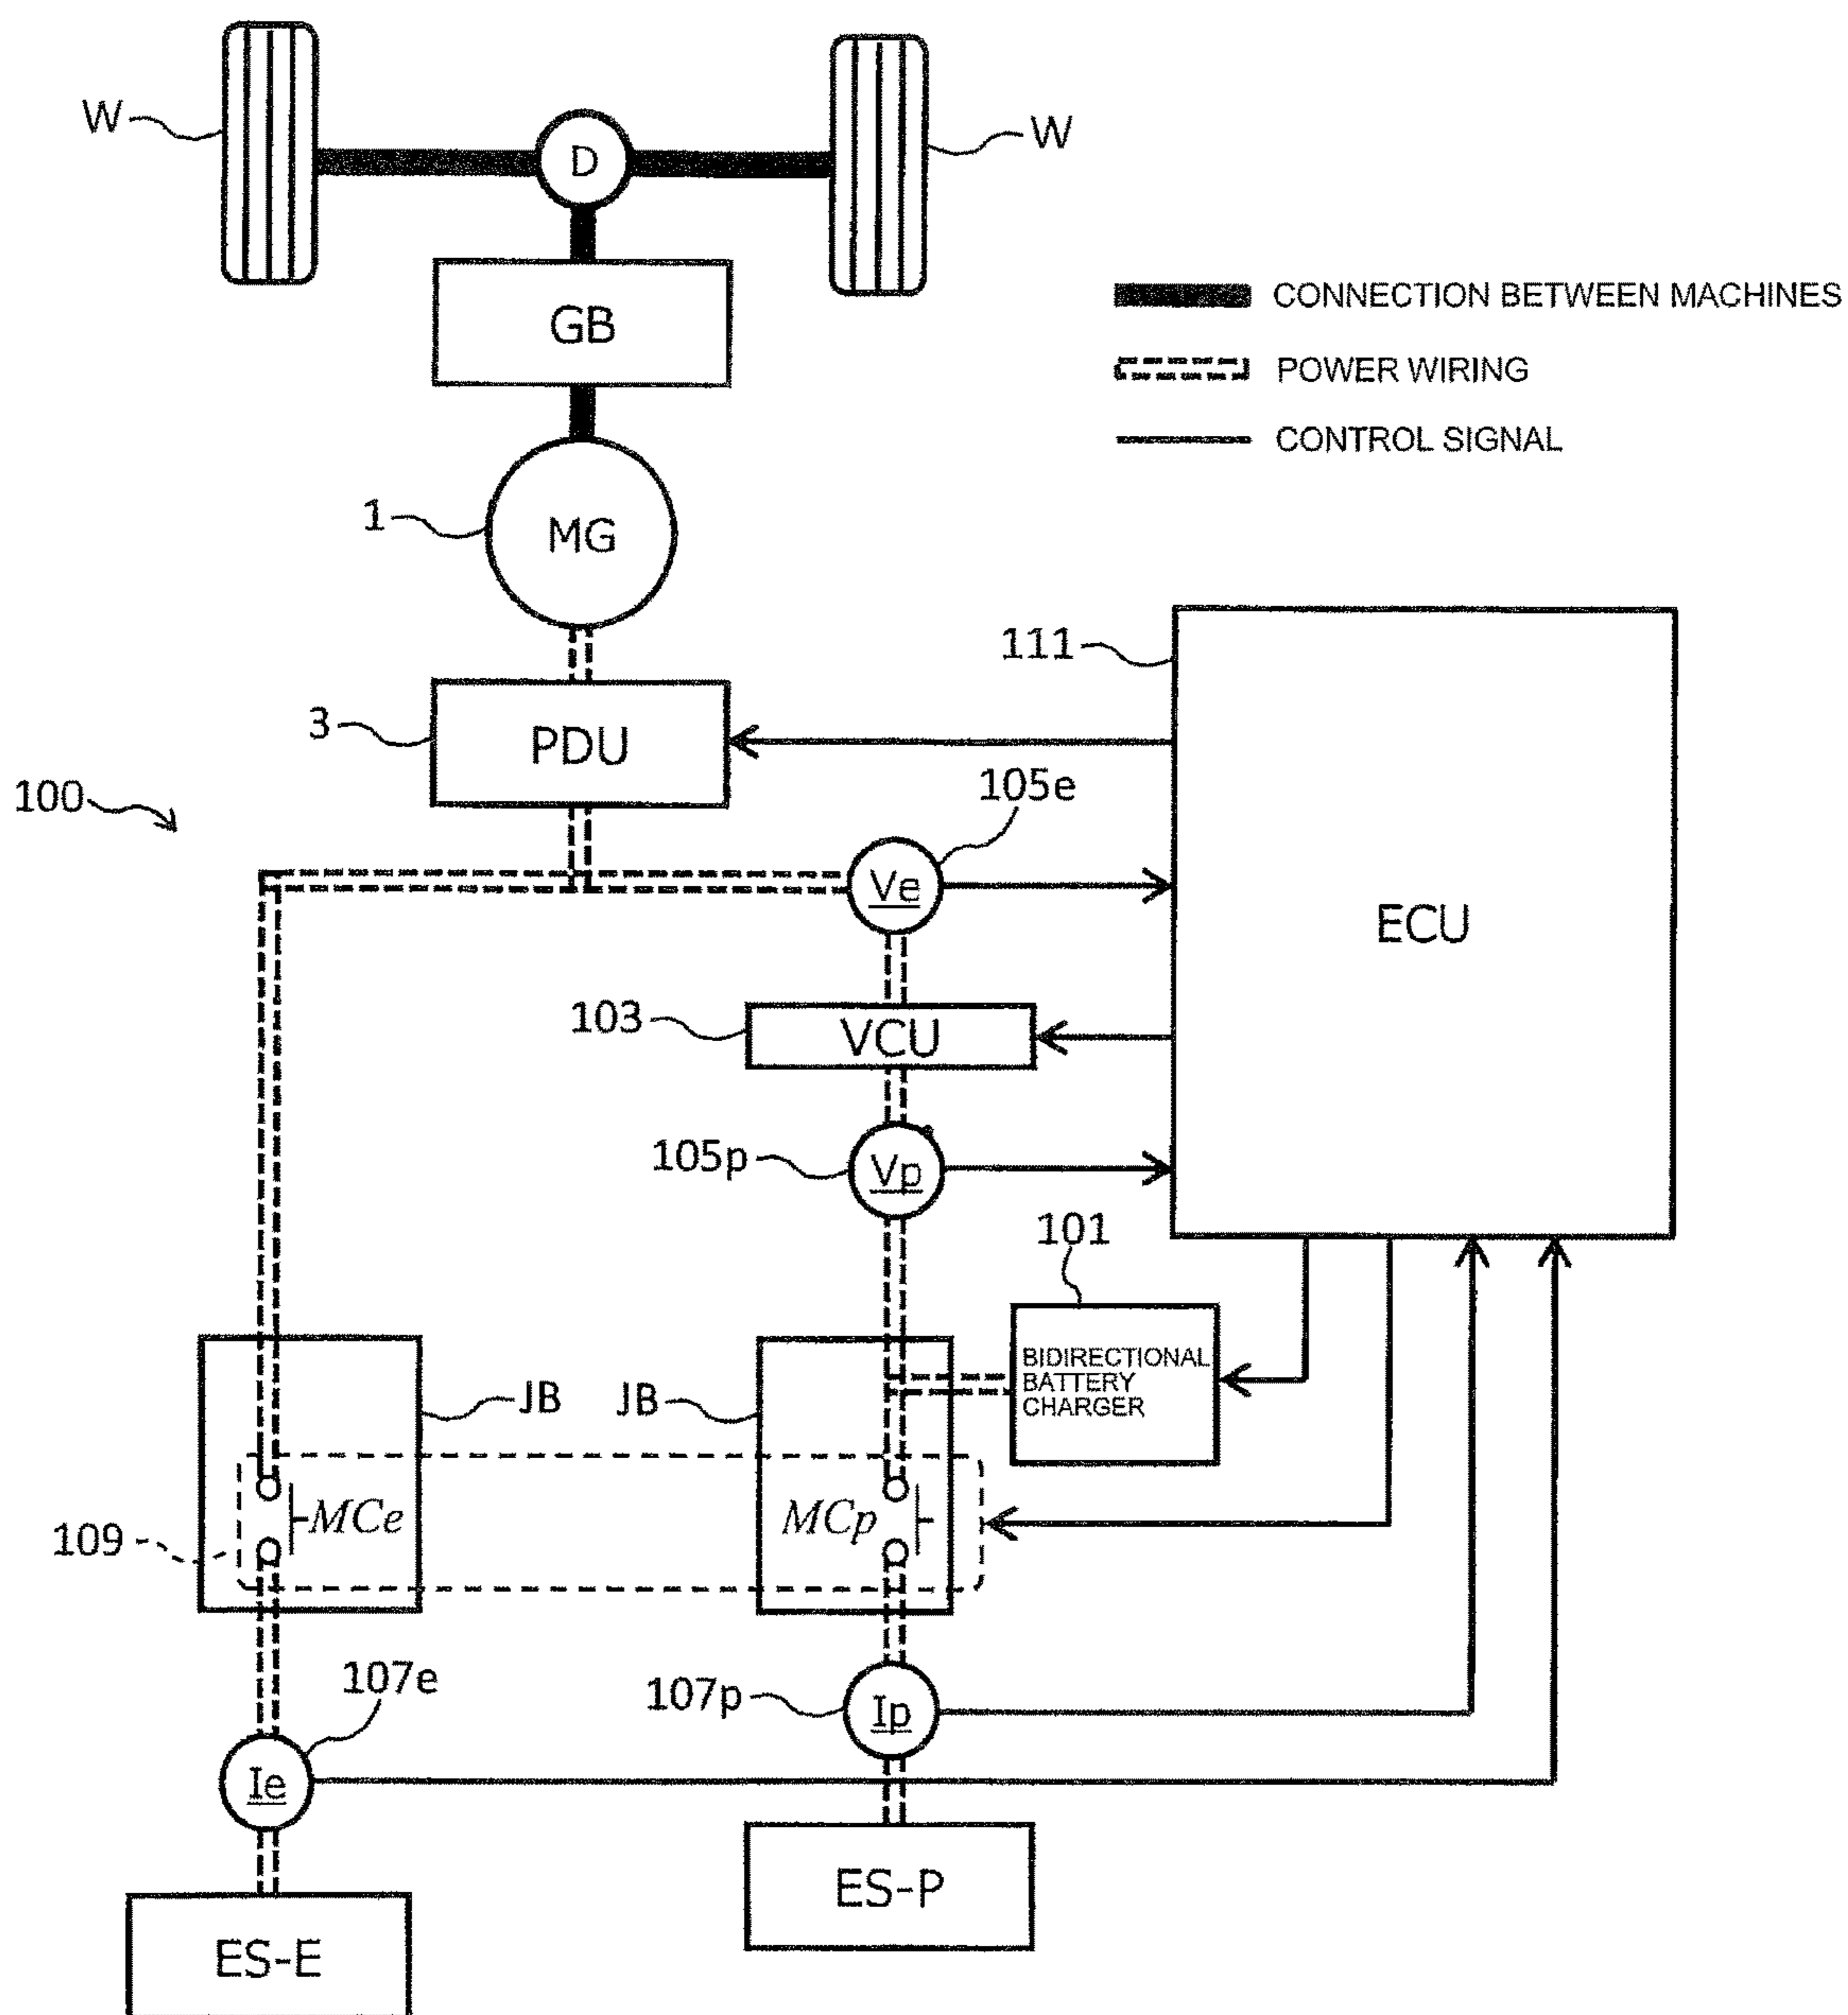 W
W
D
GB
CONNECTION BETWEEN MACHINES
POWER WIRING
CONTROL SIGNAL
1
MG
111
3
PDU
100
105e
Ve
ECU
103
VCU
105p
Vp
101
BIDIRECTIONAL
BATTERY
CHARGER
JB
JB
MCe
MCp
109
107e
107p
Ip
Ie
ES-P
ES-E